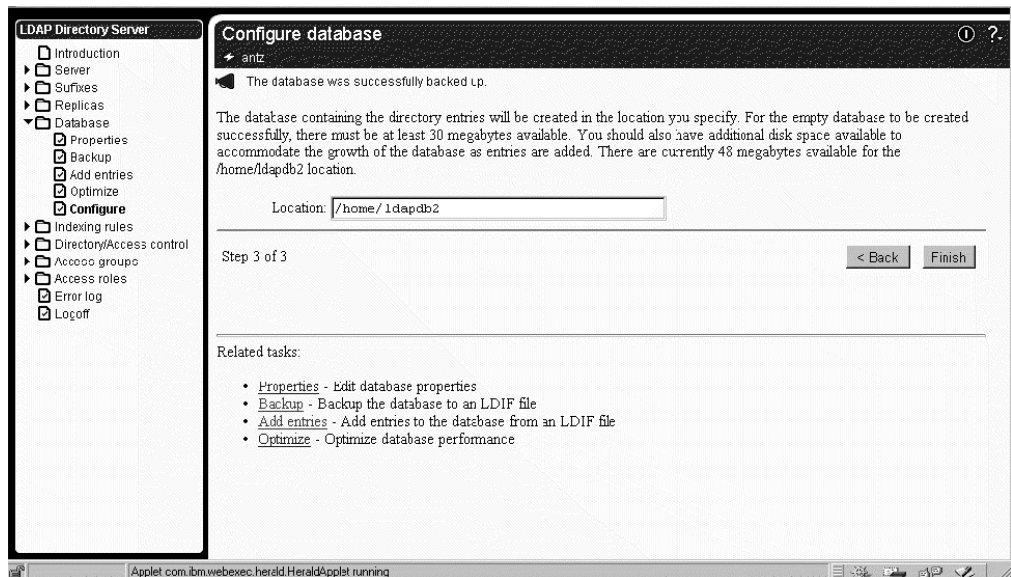 LDAP Directory Server
Introduction
Server
Suffixes
Replicas
Database
Properties
Backup
Add entries
Optimize
Configure
Indexing rules
Directory/Access control
Access groups
Access roles
Error log
Logoff
Configure database
antz
The database was successfully backed up.
The database containing the directory entries will be created in the location you specify. For the empty database to be created
successfully, there must be at least 30 megabytes available. You should also have additional disk space available to
accommodate the growth of the database as entries are added. There are currently 48 megabytes available for the
/home/ldapdb2 location.
Location: /home/ldapdb2
Step 3 of 3
< Back Finish
Related tasks:
• Properties - Edit database properties
• Backup - Backup the database to an LDIF file
• Add entries - Add entries to the database from an LDIF file
• Optimize - Optimize database performance
Applet com.ibm.webexec.herald.HeraldApplet running